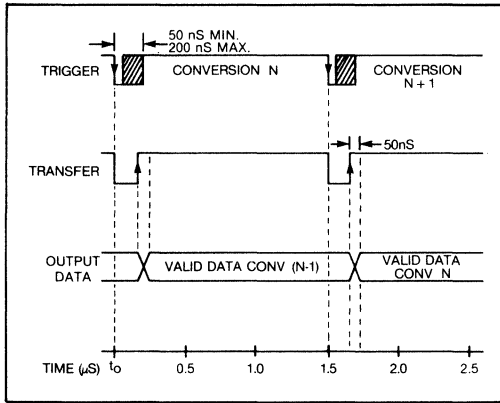 50 nS MIN.
200 nS MAX.
TRIGGER
CONVERSION N
CONVERSION
N + 1
50nS
TRANSFER
OUTPUT
DATA
VALID DATA CONV (N-1)
VALID DATA
CONV N
TIME (µS) to 0.5 1.0 1.5 2.0 2.5